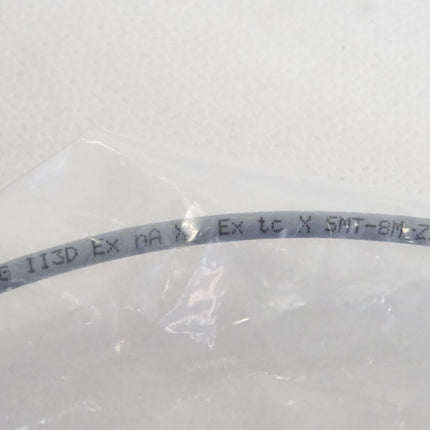 G II3D Ex nA X Ex tc X SMT-8M-Z